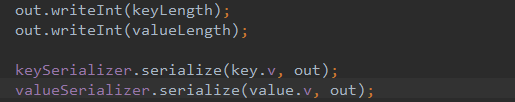 out.writeInt(keyLength);
out.writeInt(valueLength);
keySerializer.serialize(key.v, out);
valueSerializer.serialize(value.v, out);